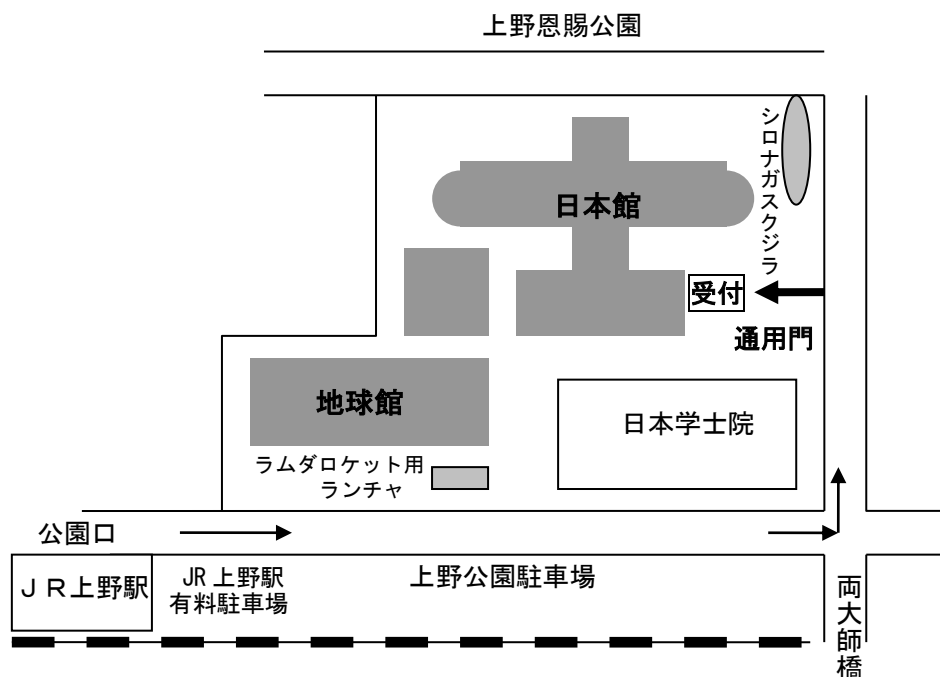 上野恩賜公園
シロナガスクジラ
日本館
受付
通用門
地球館
日本学士院
ラムダロケット用
ランチャ
公園口
ＪＲ上野駅
JR 上野駅
有料駐車場
上野公園駐車場
両大師橋